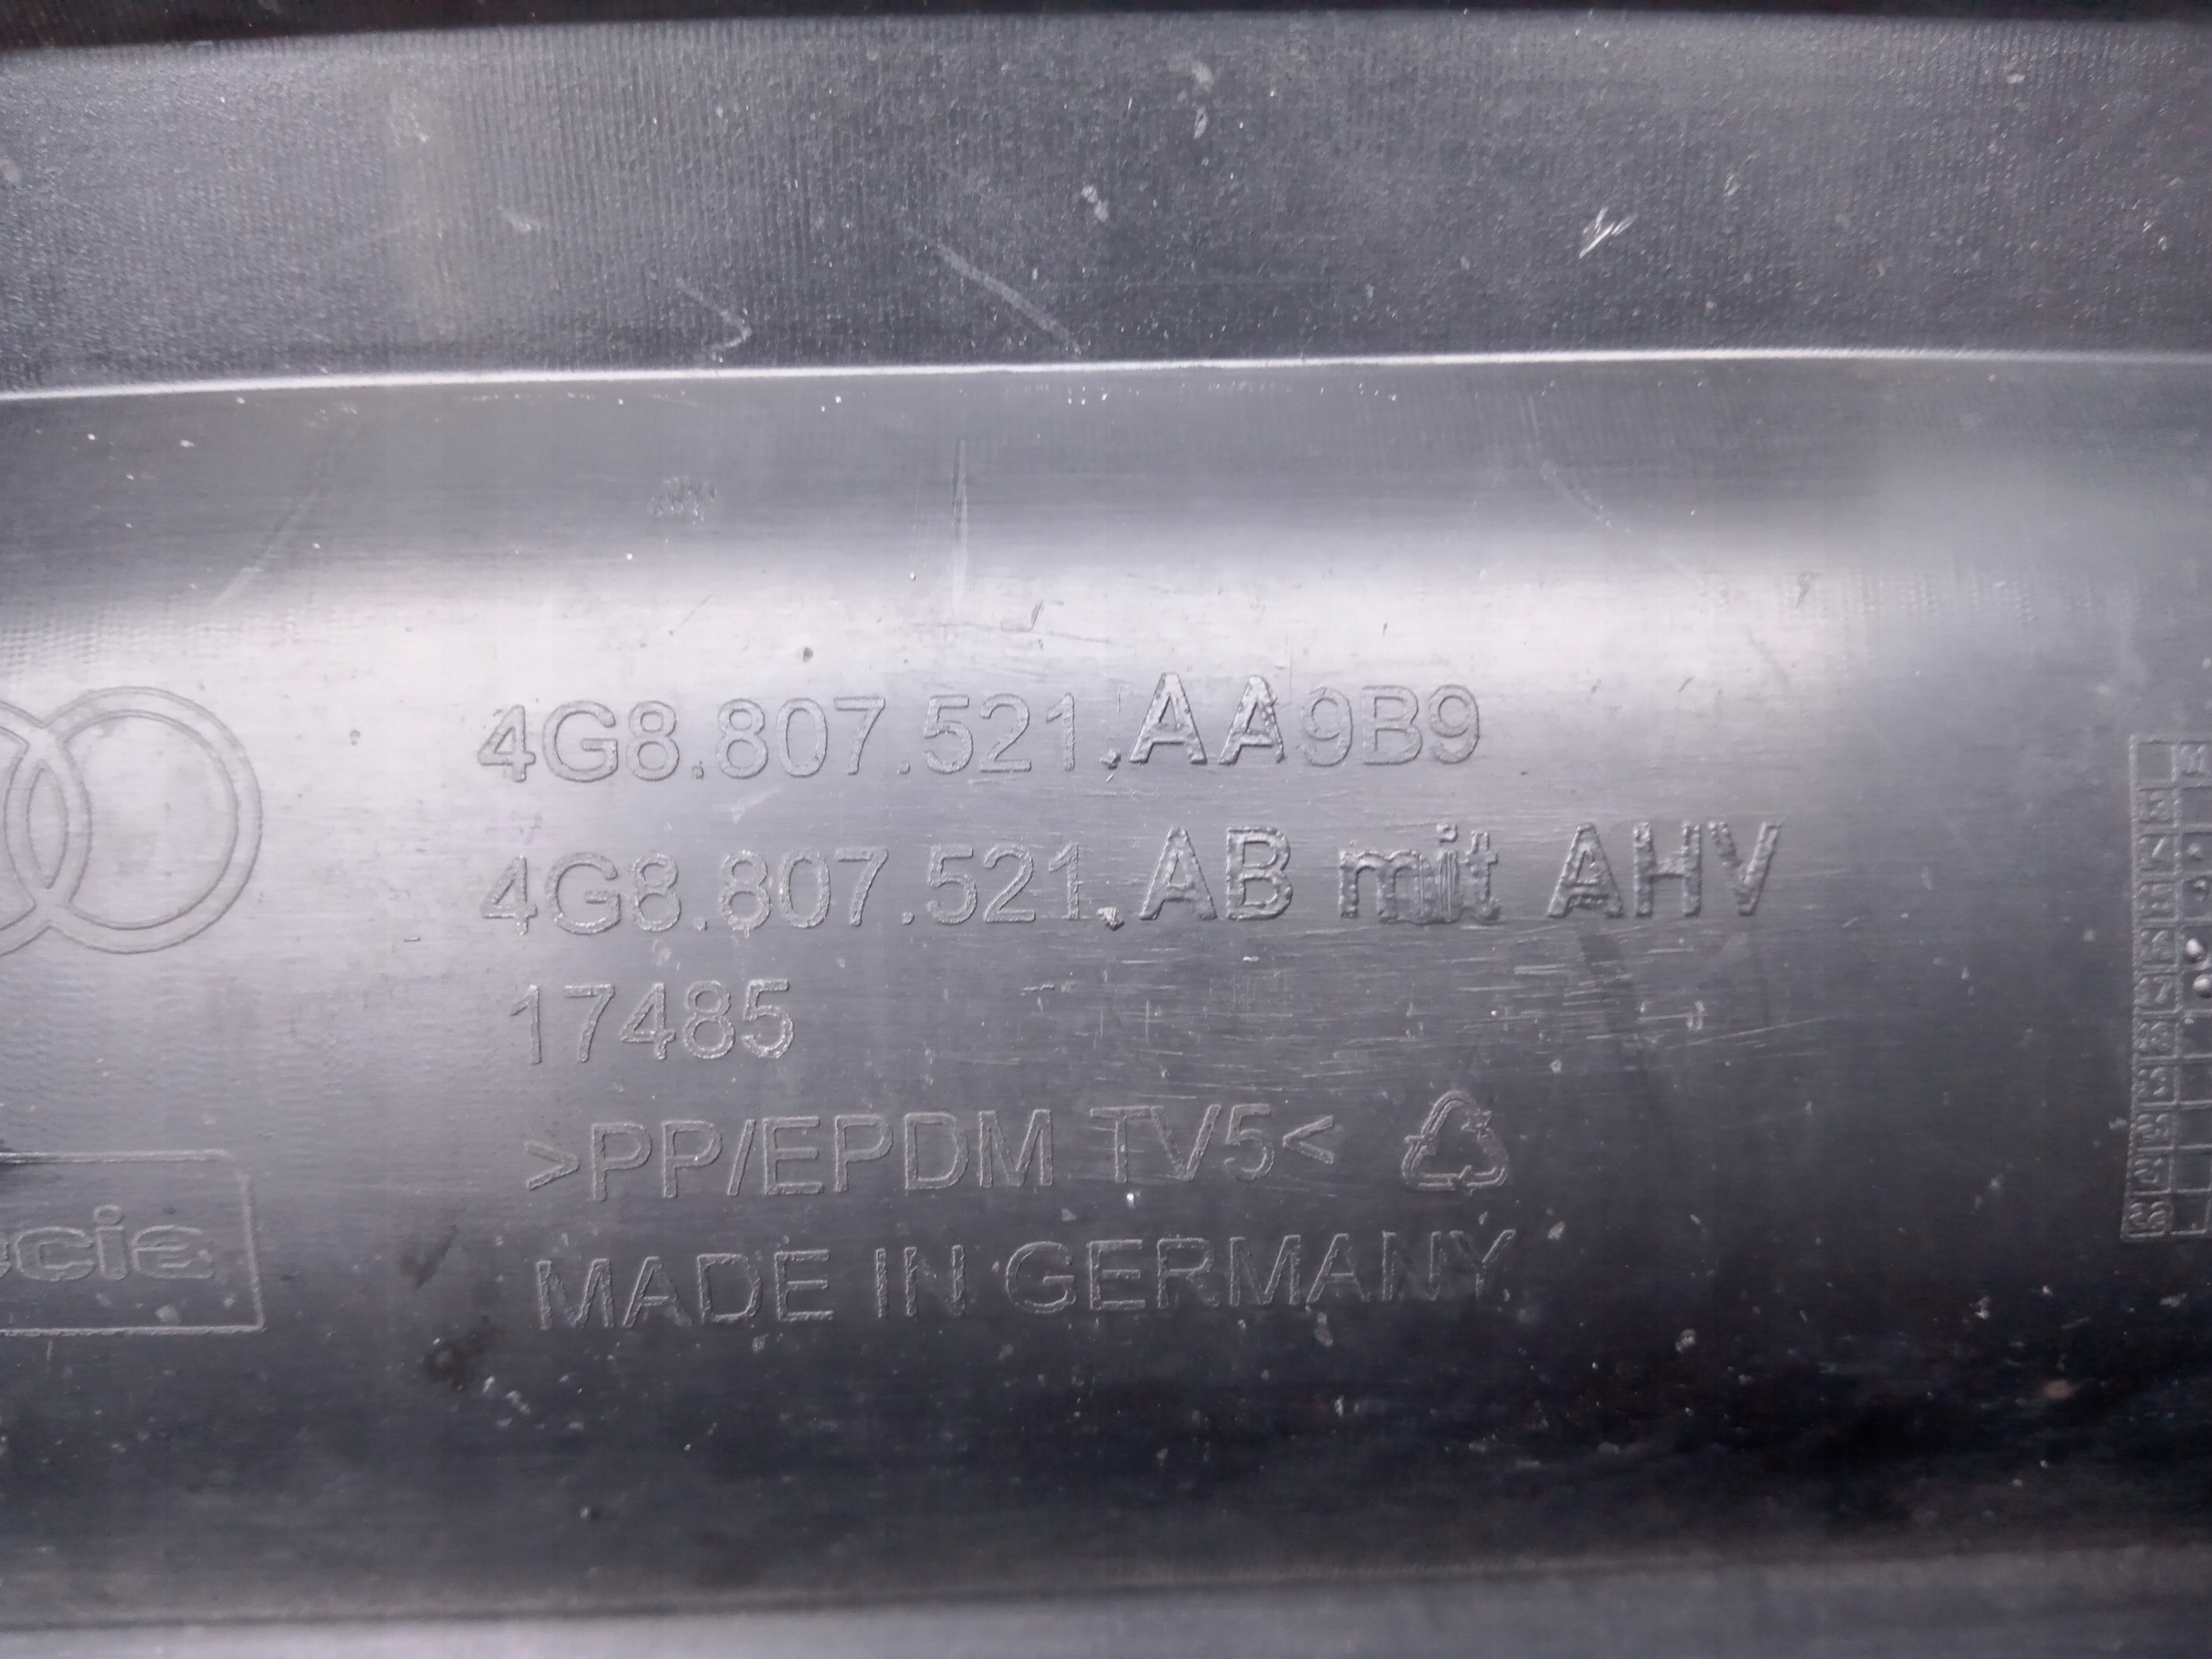 4G8.807.521.AA9B9
4G8.807.521.AB mit AHV
17485
>PP/EPDM TV5<
MADE IN GERMANY